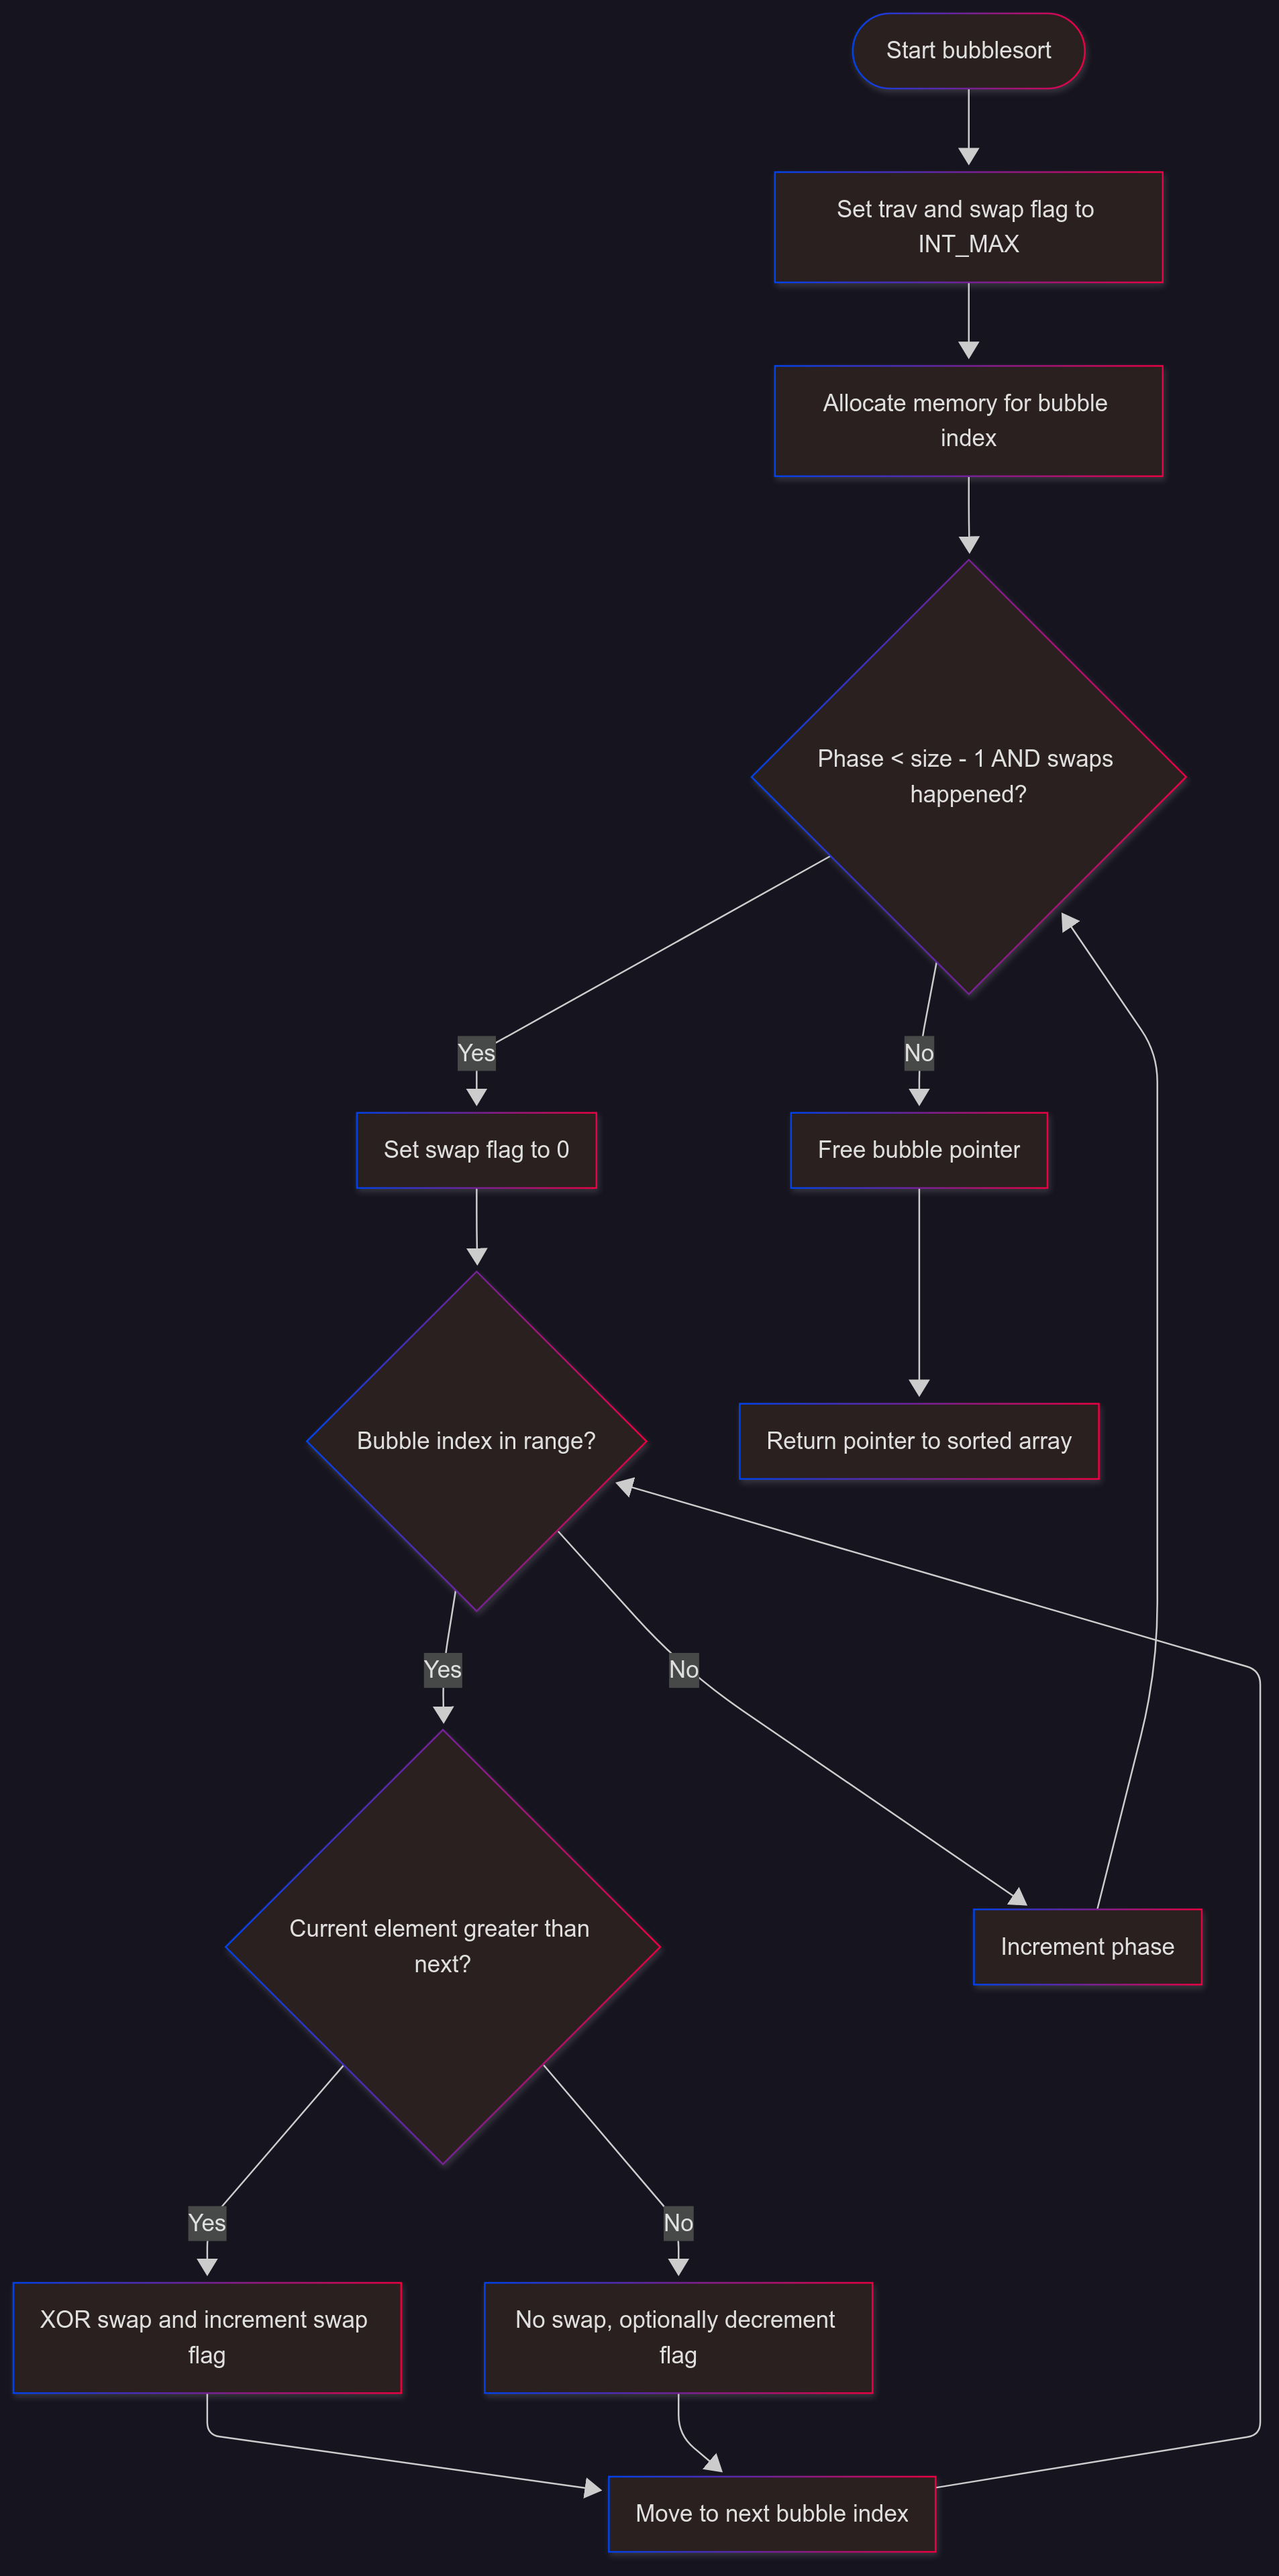 Start bubblesort
Set trav and swap flag to
INT_MAX
Allocate memory for bubble
index
Phase < size - 1 AND swaps
happened?
Yes
No
Set swap flag to 0
Free bubble pointer
Bubble index in range?
Return pointer to sorted array
Yes
No
Current element greater than
next?
Increment phase
Yes
No
XOR swap and increment swap
flag
No swap, optionally decrement
flag
Move to next bubble index